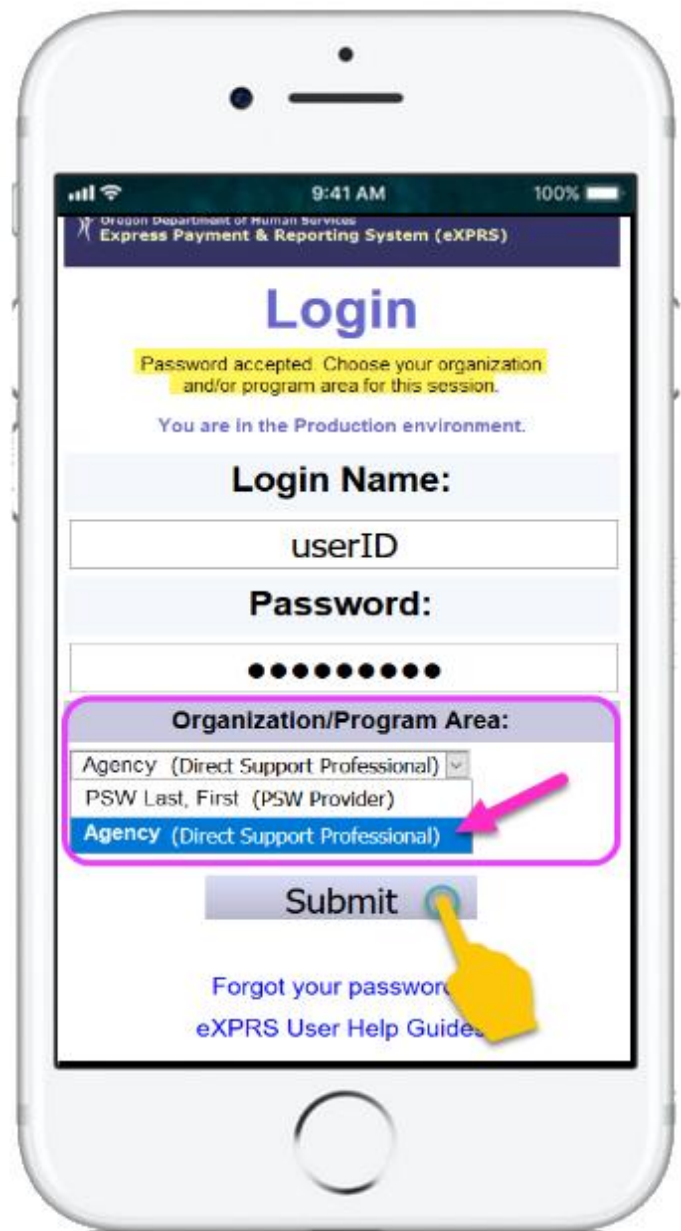 9:41 AM 100%
Oregon Department of Human Services
Express Payment & Reporting System (eXPRS)
Login
Password accepted. Choose your organization
and/or program area for this session.
You are in the Production environment.
Login Name:
userID
Password:
Organization/Program Area:
Agency (Direct Support Professional)
PSW Last, First (PSW Provider)
Agency (Direct Support Professional)
Submit
Forgot your passwor
eXPRS User Help Guides